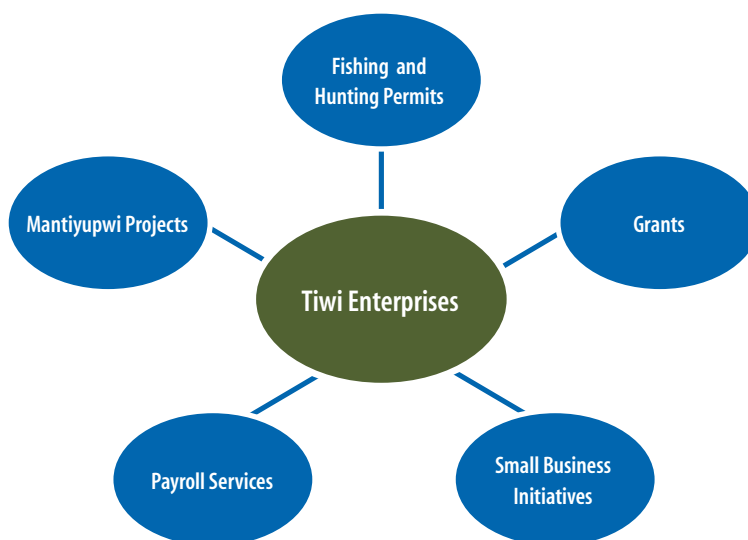 Fishing and
Hunting Permits
Mantiyupwi Projects
Grants
Tiwi Enterprises
Payroll Services
Small Business
Initiatives